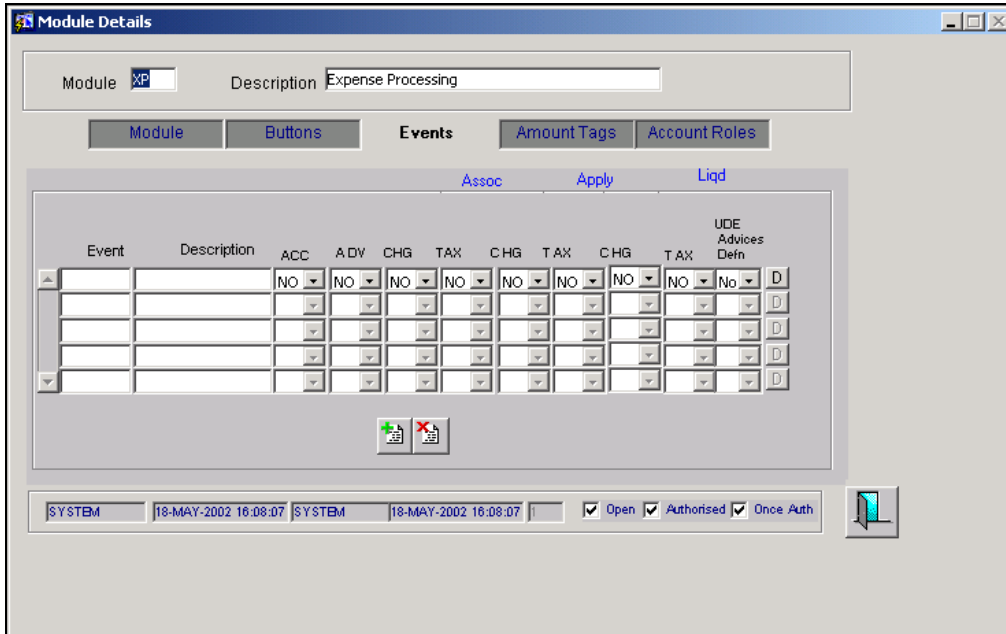 Module Details
Module XP Description Expense Processing
Module Buttons Events Amount Tags Account Roles
Assoc Apply Liqd
Event Description ACC ADV CHG TAX CHG TAX CHG TAX UDE Advices Defn
NO NO NO NO NO NO NO NO No D
D
D
D
D
SYSTEM 18-MAY-2002 16:08:07 SYSTEM 18-MAY-2002 16:08:07 1 Open Authorised Once Auth